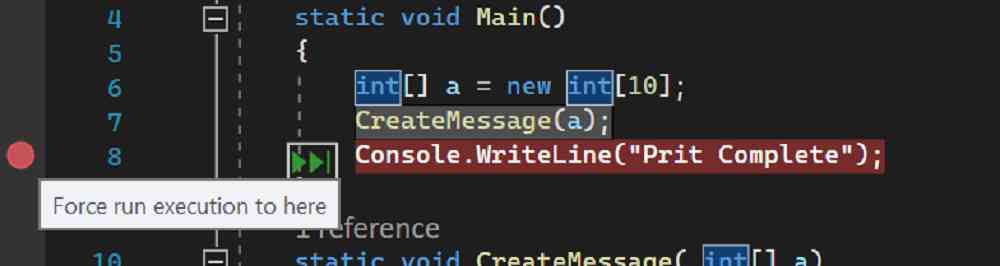 4 static void Main()
5 {
6 int[] a = new int[10];
7 CreateMessage(a);
8 Console.WriteLine("Prit Complete");
Force run execution to here
1 reference
10 static void CreateMessage( int[] a)